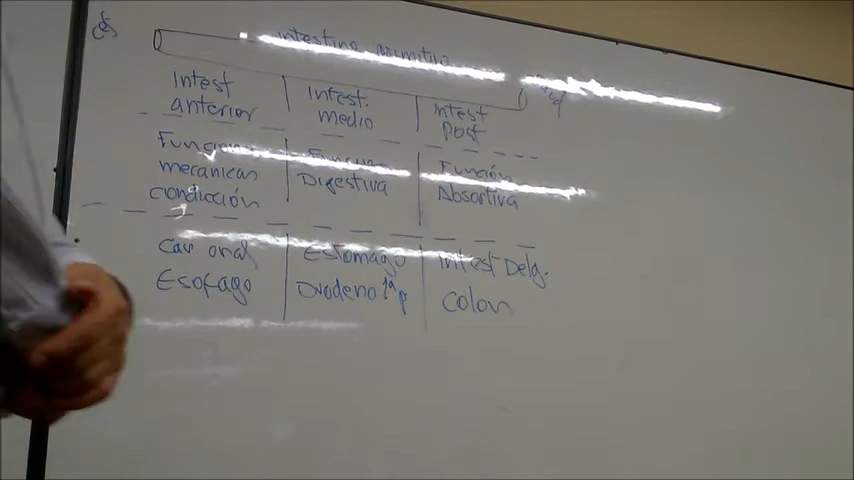 Intestino primitivo
Intest
anterior
Intest.
medio
Intest
Post
Funciones
mecanicas
conducción
y
Función
Digestiva
Función
Absortiva
Cav oral
Esofago
Estomago
Duodeno 1ª p
Intest Delg.
Colon